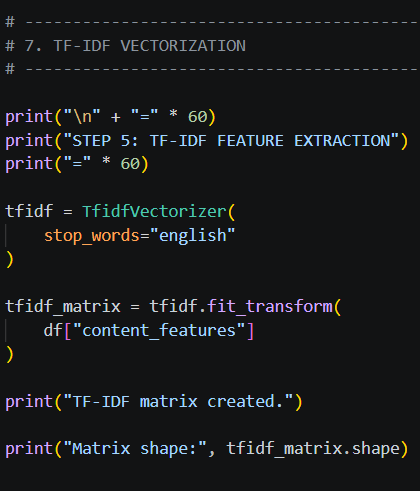 # ------------------------------------------
# 7. TF-IDF VECTORIZATION
# ------------------------------------------
print("\n" + "=" * 60)
print("STEP 5: TF-IDF FEATURE EXTRACTION")
print("=" * 60)
tfidf = TfidfVectorizer(
    stop_words="english"
)
tfidf_matrix = tfidf.fit_transform(
    df["content_features"]
)
print("TF-IDF matrix created.")
print("Matrix shape:", tfidf_matrix.shape)